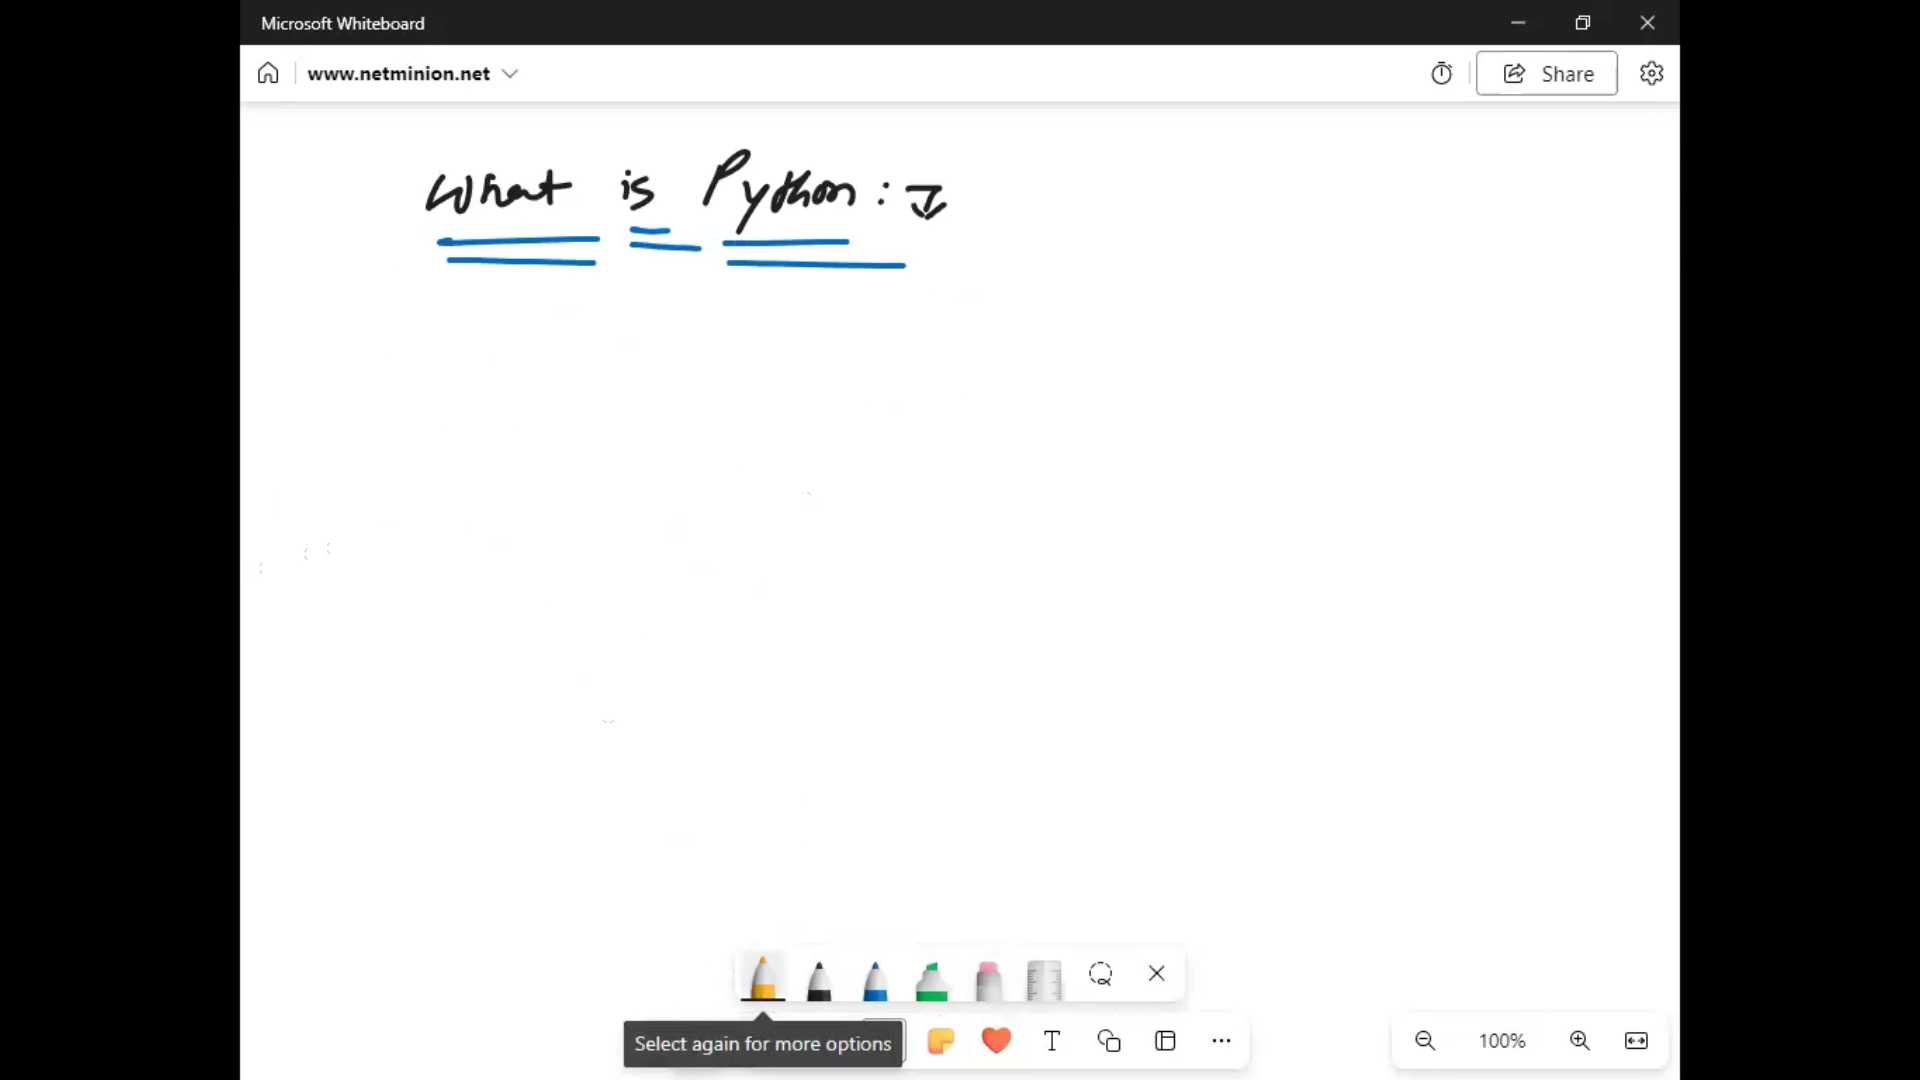 Microsoft Whiteboard
www.netminion.net
Share
What is Python:
Select again for more options
T
100%